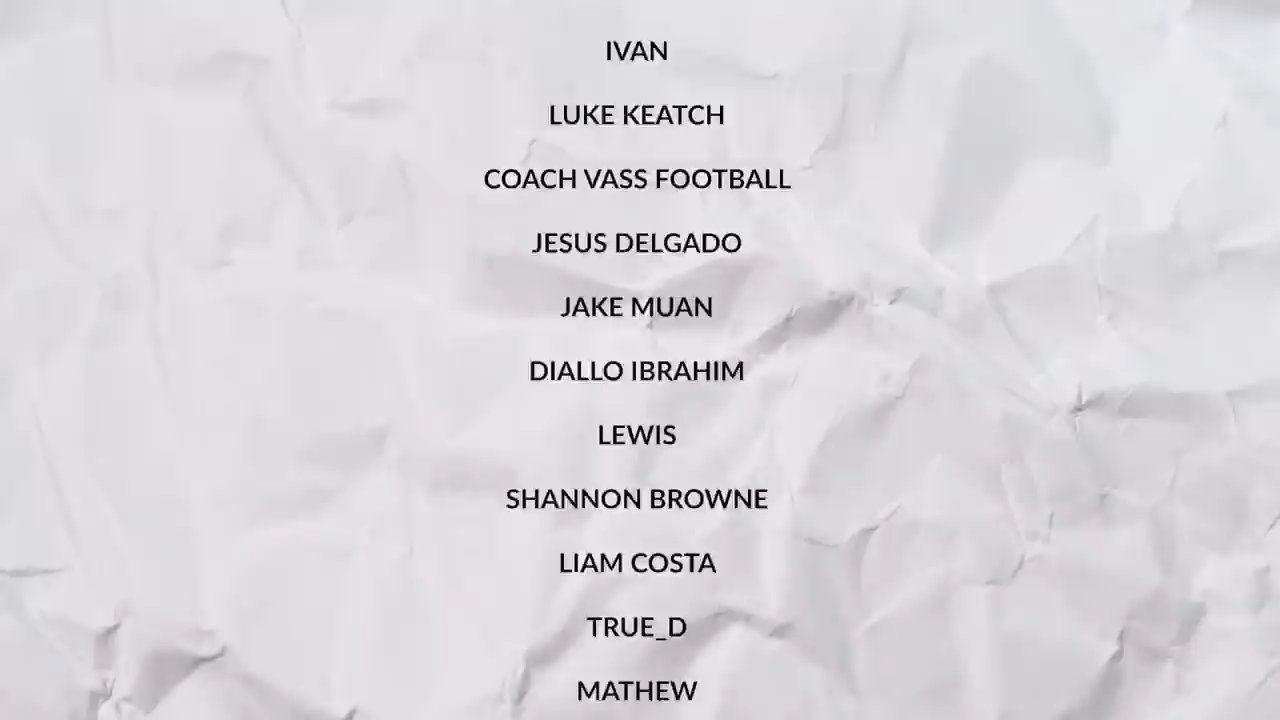 IVAN
LUKE KEATCH
COACH VASS FOOTBALL
JESUS DELGADO
JAKE MUAN
DIALLO IBRAHIM
LEWIS
SHANNON BROWNE
LIAM COSTA
TRUE_D
MATHEW